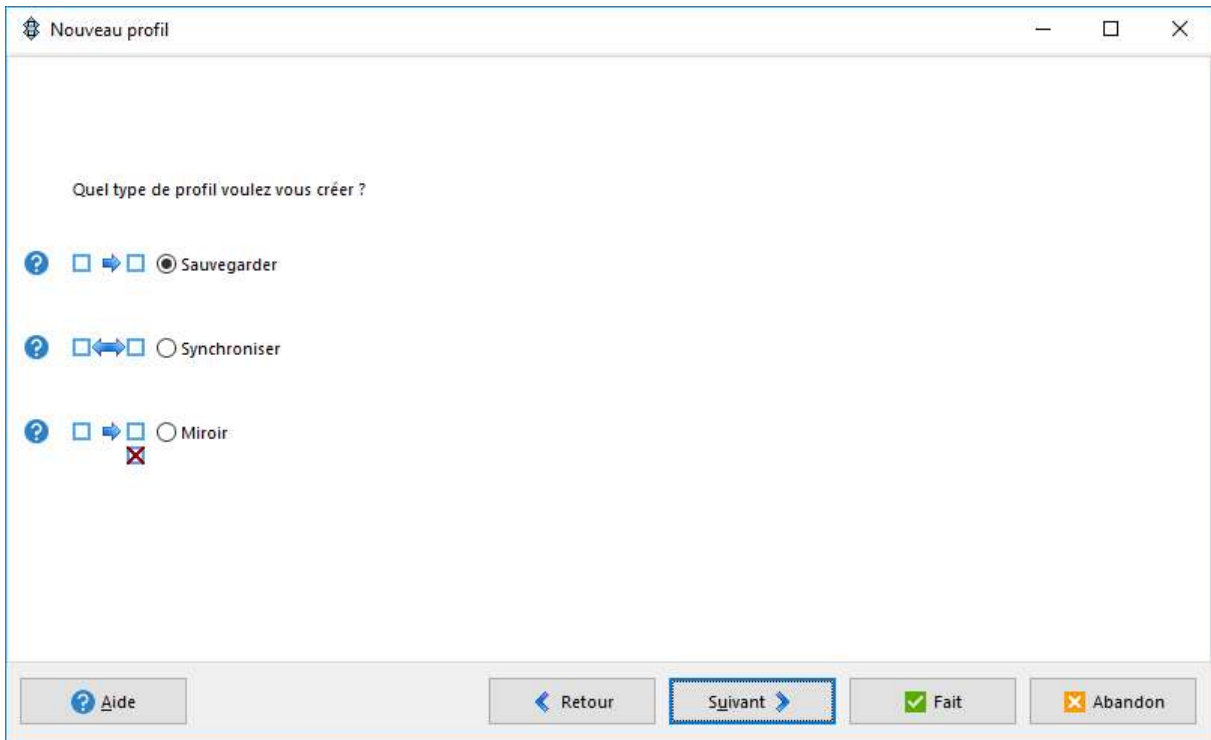 Nouveau profil
Quel type de profil voulez vous créer ?
Sauvegarder
Synchroniser
Miroir
Aide
Retour
Suivant
Fait
Abandon